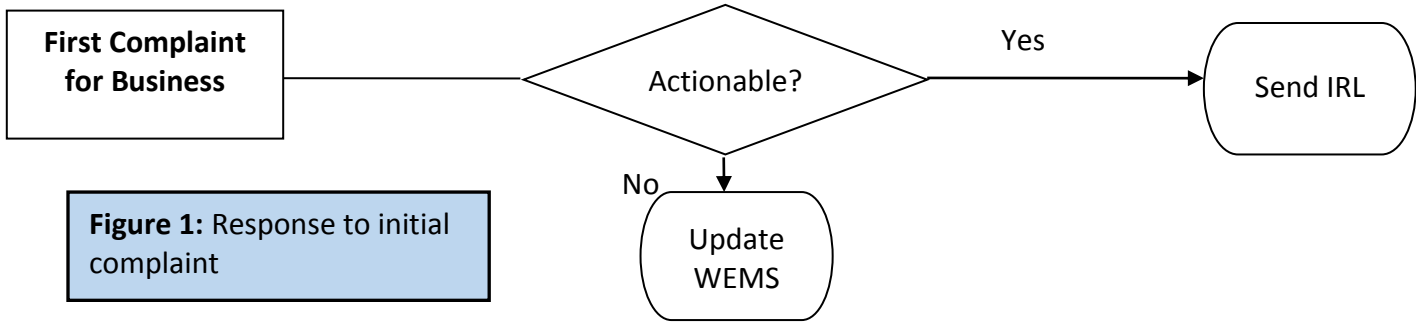 First Complaint
for Business
Actionable?
Yes
Send IRL
No
Update
WEMS
Figure 1: Response to initial
complaint